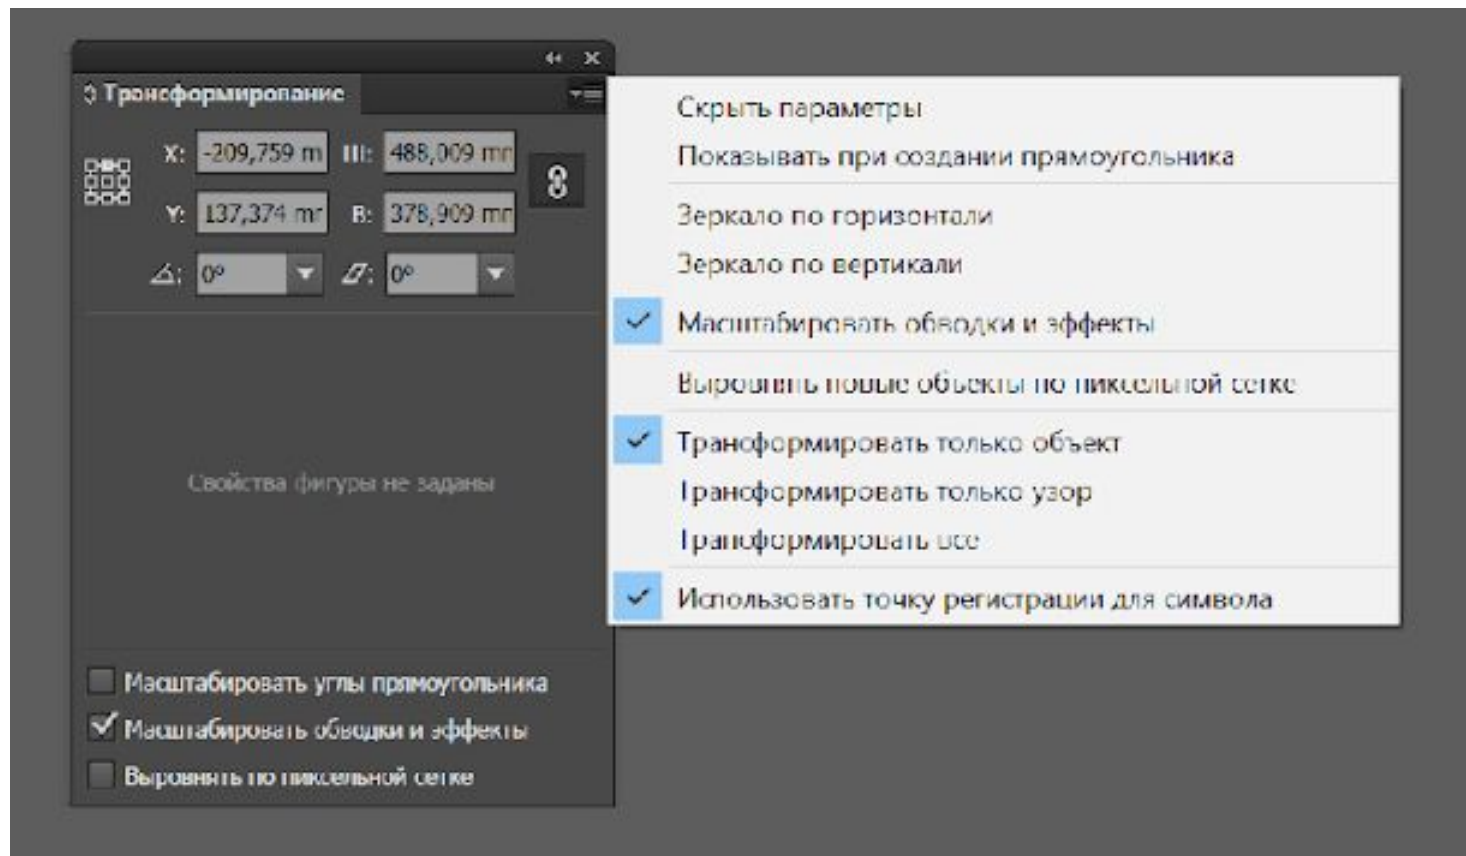 Трансформирование
X: -209,759 m Ш: 488,009 mm
Y: 137,374 mr В: 378,909 mm
0° 0°
Свойства фигуры не заданы
Масштабировать углы прямоугольника
Масштабировать обводки и эффекты
Выровнять по пиксельной сетке
Скрыть параметры
Показывать при создании прямоугольника
Зеркало по горизонтали
Зеркало по вертикали
Масштабировать обводки и эффекты
Выровнять новые объекты по пиксельной сетке
Трансформировать только объект
Трансформировать только узор
Трансформировать все
Использовать точку регистрации для символа